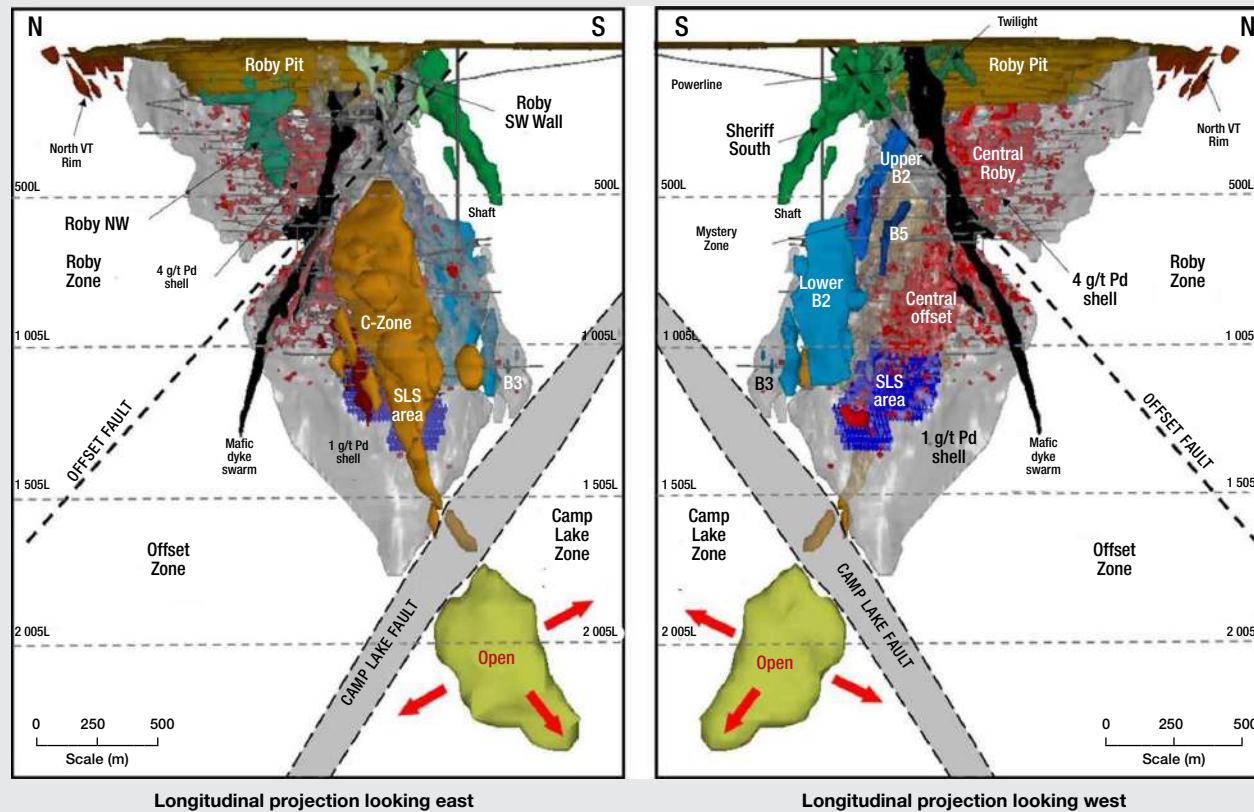 N
S
Roby Pit
North VT
Rim
Roby
SW Wall
500L
500L
Roby NW
Shaft
Roby
Zone
4 g/t Pd
shell
C-Zone
1 005L
1 005L
B3
SLS
area
OFFSET FAULT
Mafic
dyke
swarm
1 g/t Pd
shell
1 505L
1 505L
Offset
Zone
Camp
Lake
Zone
CAMP LAKE FAULT
2 005L
2 005L
Open
0 250 500
Scale (m)
Longitudinal projection looking east
S
N
Twilight
Powerline
Roby Pit
Sheriff
South
North VT
Rim
Central
Roby
Upper
B2
500L
500L
Shaft
Mystery
Zone
B5
Roby
Zone
4 g/t Pd
shell
Lower
B2
Central
offset
1 005L
1 005L
B3
SLS
area
1 g/t Pd
shell
Mafic
dyke
swarm
OFFSET FAULT
1 505L
1 505L
Camp
Lake
Zone
Offset
Zone
CAMP LAKE FAULT
2 005L
2 005L
Open
0 250 500
Scale (m)
Longitudinal projection looking west